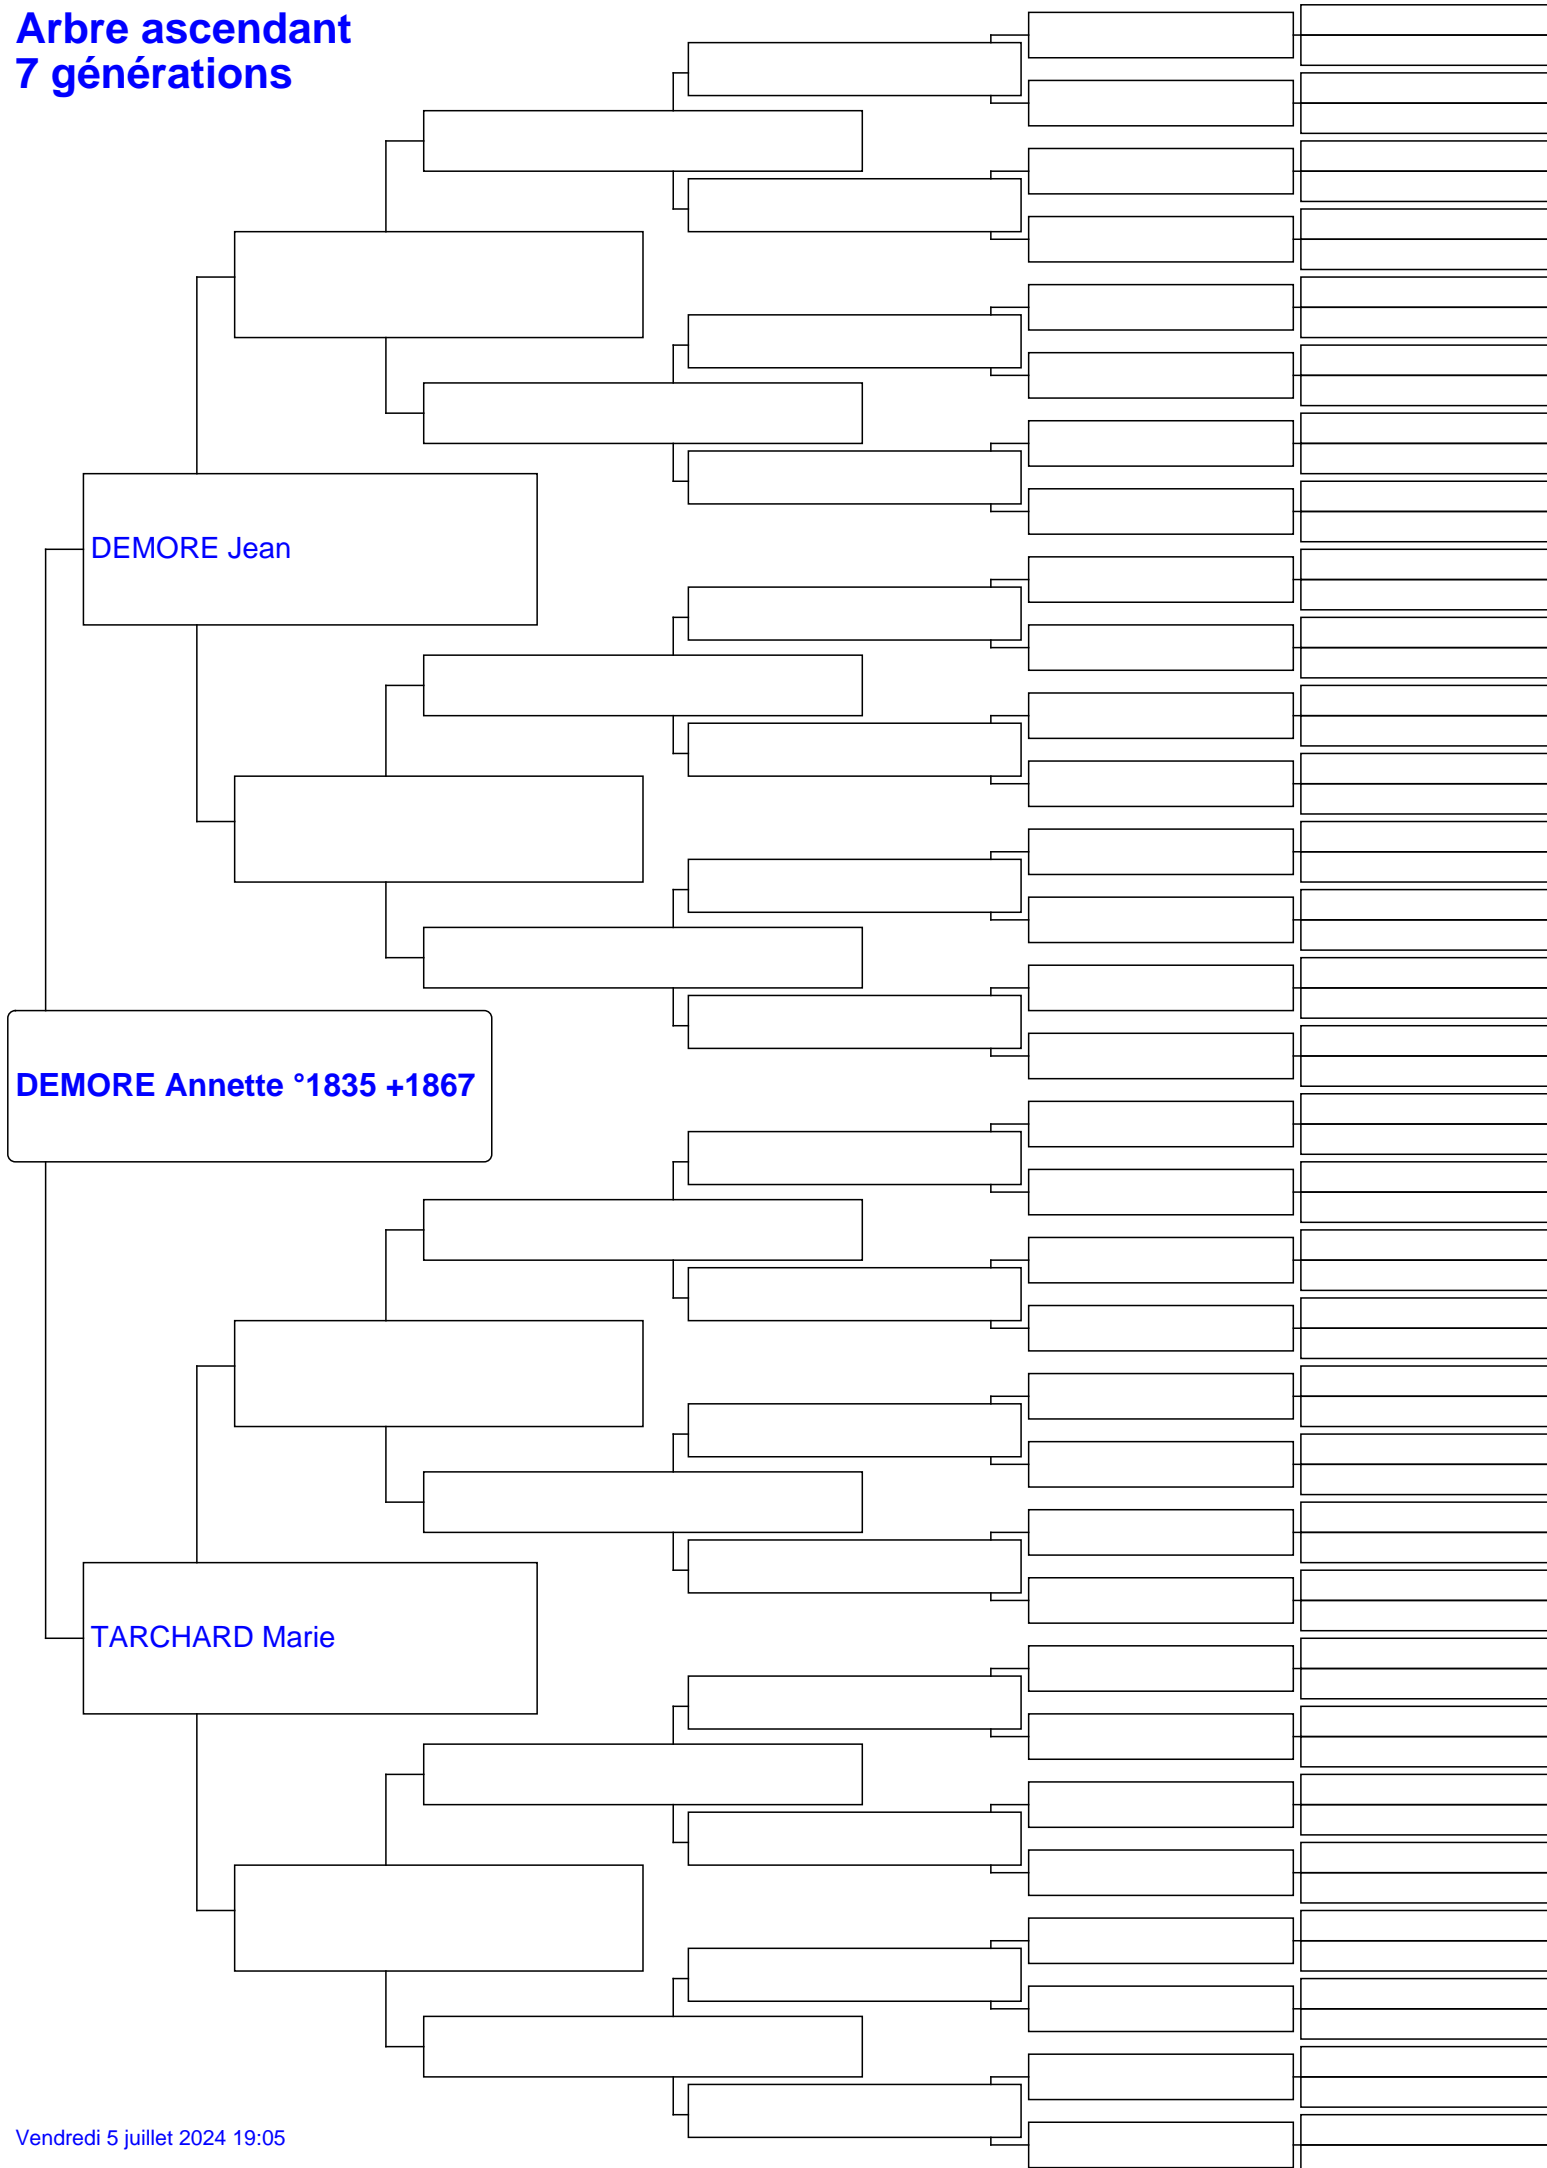 Arbre ascendant
7 générations
DEMORE Jean
DEMORE Annette °1835 +1867
TARCHARD Marie
Vendredi 5 juillet 2024 19:05